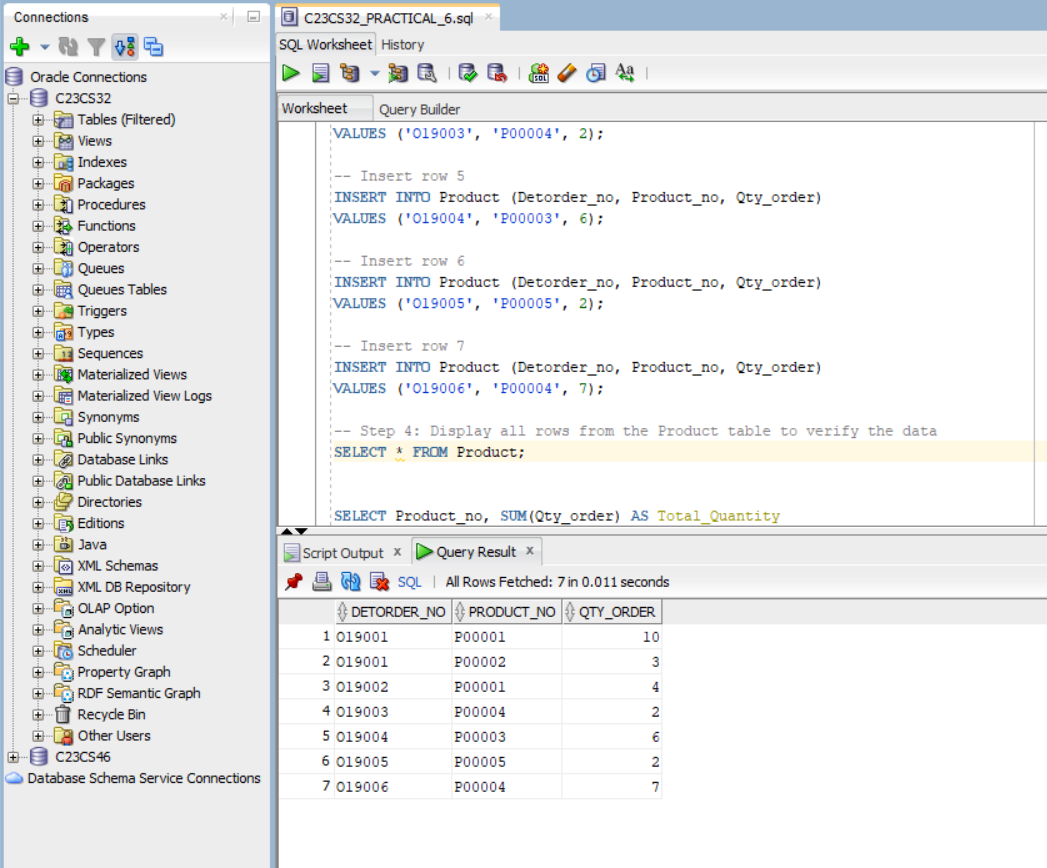 Connections
Oracle Connections
C23CS32
Tables (Filtered)
Views
Indexes
Packages
Procedures
Functions
Operators
Queues
Queues Tables
Triggers
Types
Sequences
Materialized Views
Materialized View Logs
Synonyms
Public Synonyms
Database Links
Public Database Links
Directories
Editions
Java
XML Schemas
XML DB Repository
OLAP Option
Analytic Views
Scheduler
Property Graph
RDF Semantic Graph
Recycle Bin
Other Users
C23CS46
Database Schema Service Connections
C23CS32_PRACTICAL_6.sql
SQL Worksheet History
Worksheet Query Builder
VALUES ('O19003', 'P00004', 2);
-- Insert row 5
INSERT INTO Product (Detorder_no, Product_no, Qty_order)
VALUES ('O19004', 'P00003', 6);
-- Insert row 6
INSERT INTO Product (Detorder_no, Product_no, Qty_order)
VALUES ('O19005', 'P00005', 2);
-- Insert row 7
INSERT INTO Product (Detorder_no, Product_no, Qty_order)
VALUES ('O19006', 'P00004', 7);
-- Step 4: Display all rows from the Product table to verify the data
SELECT * FROM Product;
SELECT Product_no, SUM(Qty_order) AS Total_Quantity
Script Output x Query Result x
SQL | All Rows Fetched: 7 in 0.011 seconds
DETORDER_NO PRODUCT_NO QTY_ORDER
1 O19001 P00001 10
2 O19001 P00002 3
3 O19002 P00001 4
4 O19003 P00004 2
5 O19004 P00003 6
6 O19005 P00005 2
7 O19006 P00004 7